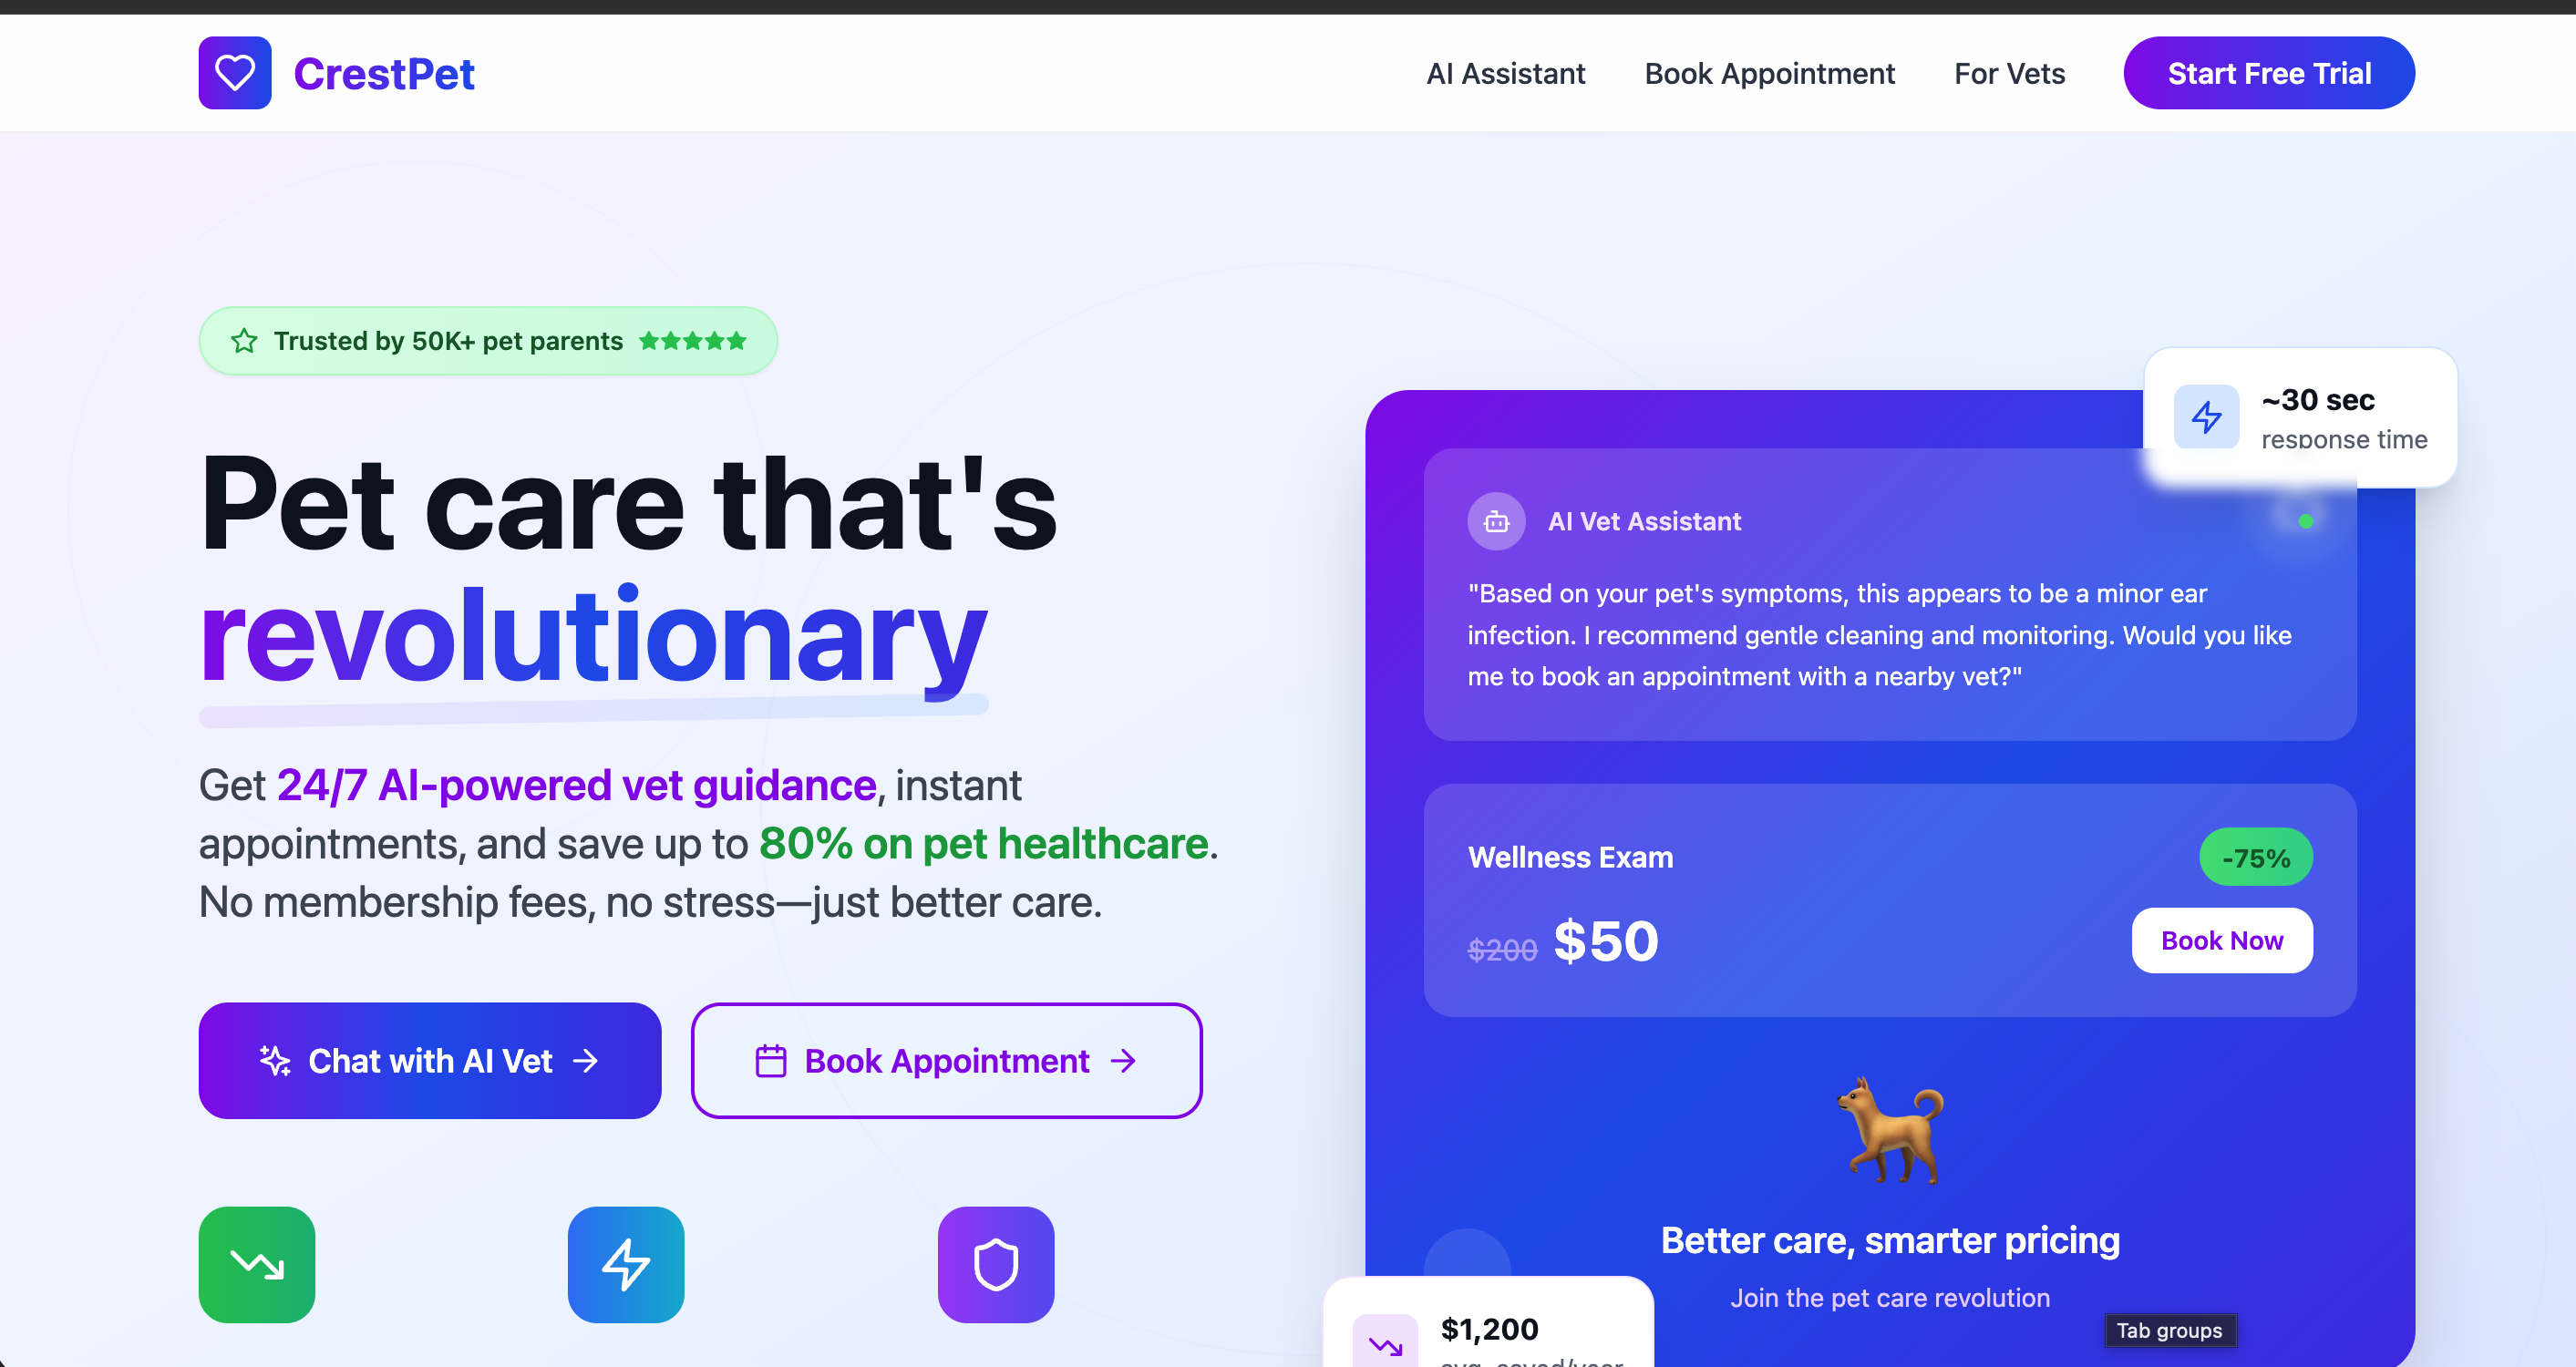 CrestPet
AI Assistant
Book Appointment
For Vets
Start Free Trial
Trusted by 50K+ pet parents
Pet care that's
revolutionary
Get 24/7 AI-powered vet guidance, instant
appointments, and save up to 80% on pet healthcare.
No membership fees, no stress—just better care.
Chat with AI Vet
Book Appointment
~30 sec
response time
AI Vet Assistant
"Based on your pet's symptoms, this appears to be a minor ear
infection. I recommend gentle cleaning and monitoring. Would you like
me to book an appointment with a nearby vet?"
Wellness Exam
-75%
$200 $50
Book Now
Better care, smarter pricing
Join the pet care revolution
$1,200
avg. saved/year
Tab groups